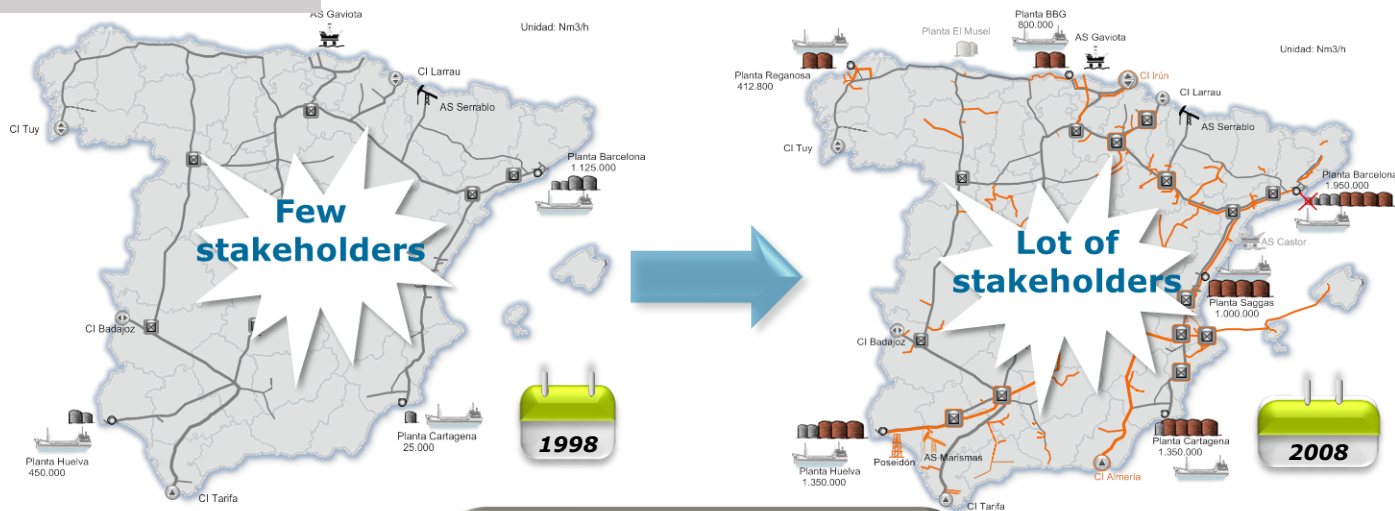 AS Gaviota
Unidad: Nm3/h
CI Larrau
AS Serrablo
CI Tuy
Planta Barcelona
1.125.000
Few
stakeholders
CI Badajoz
Planta Cartagena
25.000
Planta Huelva
450.000
CI Tarifa
1998
Planta BBG
800.000
Planta El Musel
AS Gaviota
Unidad: Nm3/h
Planta Reganosa
412.800
CI Irún
CI Larrau
AS Serrablo
CI Tuy
Planta Barcelona
1.950.000
Lot of
stakeholders
AS Castor
Planta Saggas
1.000.000
CI Badajoz
Planta Cartagena
1.350.000
Poseidón
AS Marismas
Planta Huelva
1.350.000
CI Almería
CI Tarifa
2008